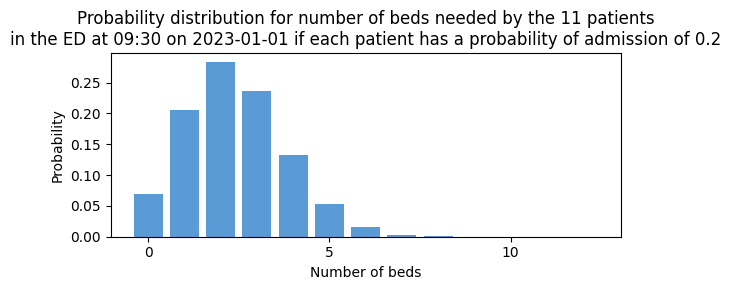 Probability distribution for number of beds needed by the 11 patients
in the ED at 09:30 on 2023-01-01 if each patient has a probability of admission of 0.2
Probability
0.25
0.20
0.15
0.10
0.05
0.00
0 5 10
Number of beds